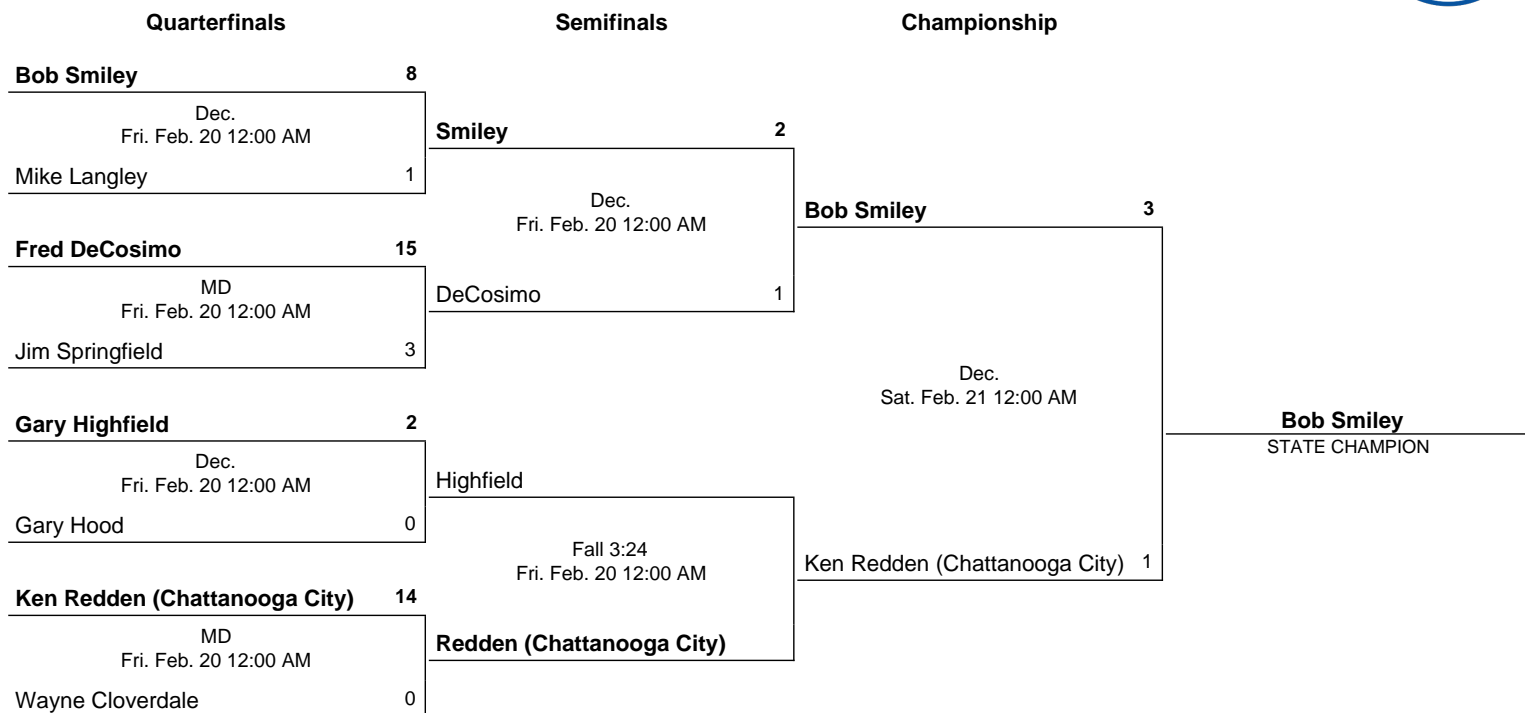 Quarterfinals
Semifinals
Championship
Bob Smiley 8
Dec.
Fri. Feb. 20 12:00 AM
Mike Langley 1
Fred DeCosimo 15
MD
Fri. Feb. 20 12:00 AM
Jim Springfield 3
Gary Highfield 2
Dec.
Fri. Feb. 20 12:00 AM
Gary Hood 0
Ken Redden (Chattanooga City) 14
MD
Fri. Feb. 20 12:00 AM
Wayne Cloverdale 0
Smiley 2
Dec.
Fri. Feb. 20 12:00 AM
DeCosimo 1
Highfield
Fall 3:24
Fri. Feb. 20 12:00 AM
Redden (Chattanooga City)
Bob Smiley 3
Dec.
Sat. Feb. 21 12:00 AM
Ken Redden (Chattanooga City) 1
Bob Smiley
STATE CHAMPION